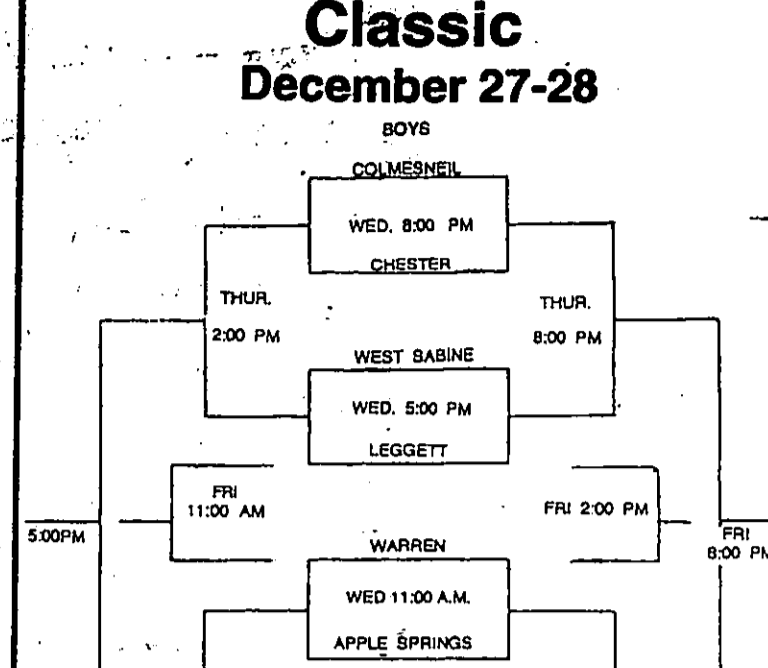 Classic
December 27-28
BOYS
COLMESNEIL
WED. 8:00 PM
CHESTER
THUR.
2:00 PM
THUR.
8:00 PM
WEST SABINE
WED. 5:00 PM
LEGGETT
FRI
11:00 AM
FRI 2:00 PM
5:00PM
FRI
8:00 PM
WARREN
WED 11:00 A.M.
APPLE SPRINGS